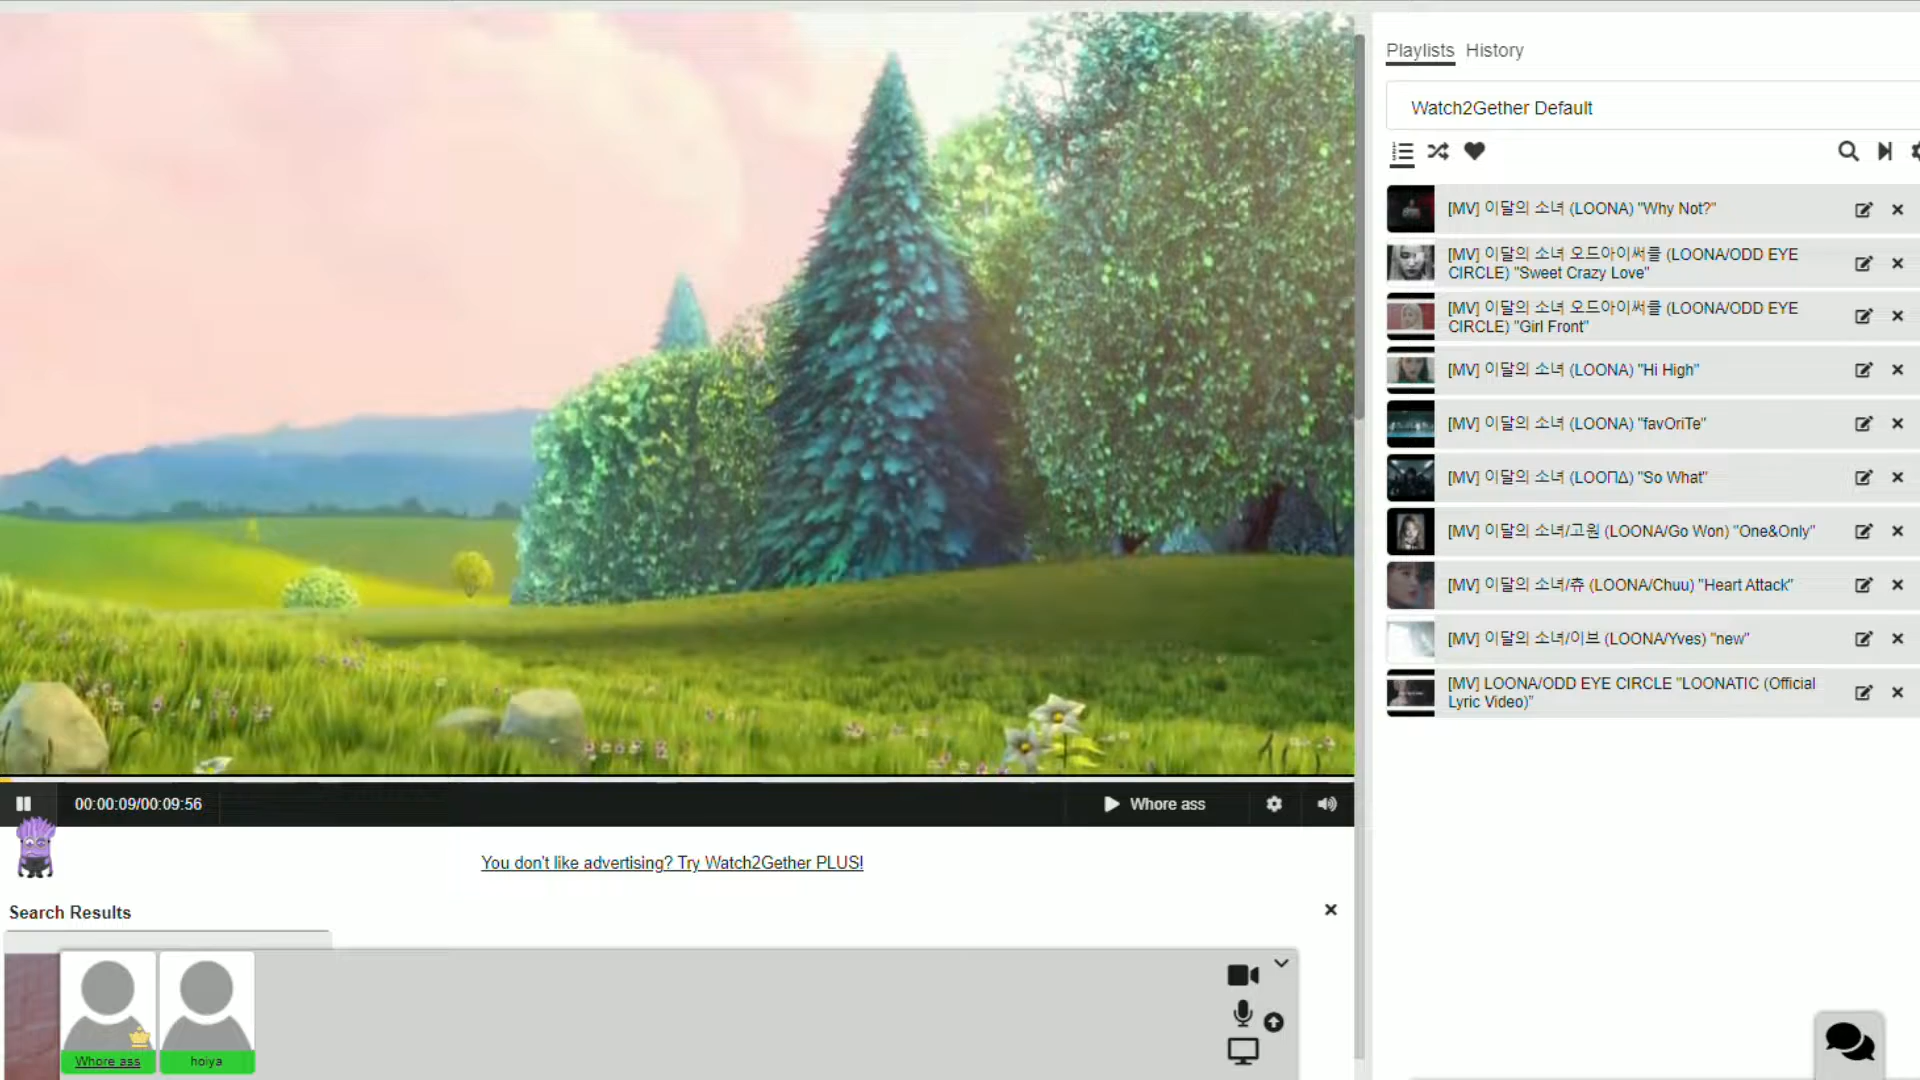 Playlists History
Watch2Gether Default
[MV] 이달의 소녀 (LOONA) "Why Not?"
[MV] 이달의 소녀 오드아이써클 (LOONA/ODD EYE
CIRCLE) "Sweet Crazy Love"
[MV] 이달의 소녀 오드아이써클 (LOONA/ODD EYE
CIRCLE) "Girl Front"
[MV] 이달의 소녀 (LOONA) "Hi High"
[MV] 이달의 소녀 (LOONA) "favOriTe"
[MV] 이달의 소녀 (LOOΠΔ) "So What"
[MV] 이달의 소녀/고원 (LOONA/Go Won) "One&Only"
[MV] 이달의 소녀/츄 (LOONA/Chuu) "Heart Attack"
[MV] 이달의 소녀/이브 (LOONA/Yves) "new"
[MV] LOONA/ODD EYE CIRCLE "LOONATIC (Official
Lyric Video)"
00:00:09/00:09:56
Whore ass
You don't like advertising? Try Watch2Gether PLUS!
Search Results
Whore ass
hoiya